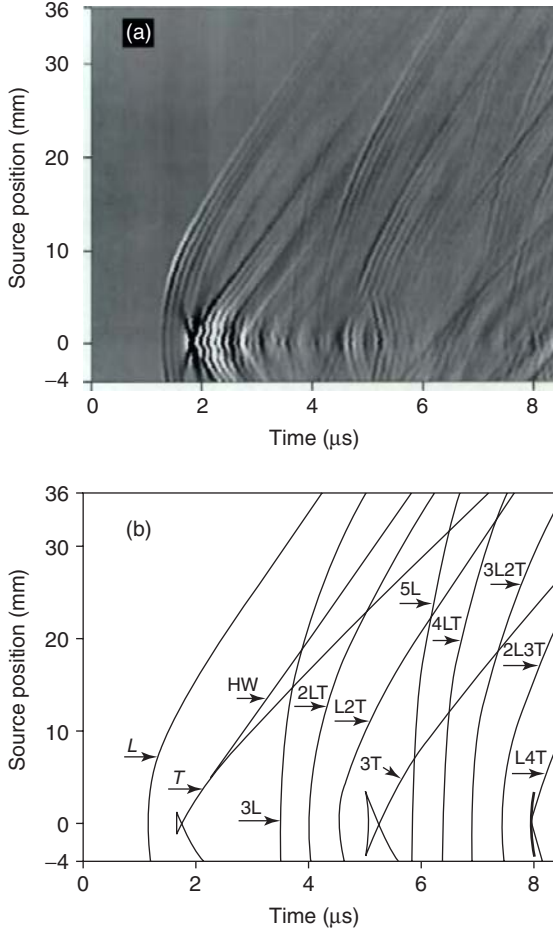 36
(a)
30
Source position (mm)
20
10
0
−4
0 2 4 6 8
Time (μs)
36
(b)
30
3L2T
5L
4LT
Source position (mm)
20
2L3T
HW
2LT
L2T
10
L
3T
L4T
T
3L
0
−4
0 2 4 6 8
Time (μs)